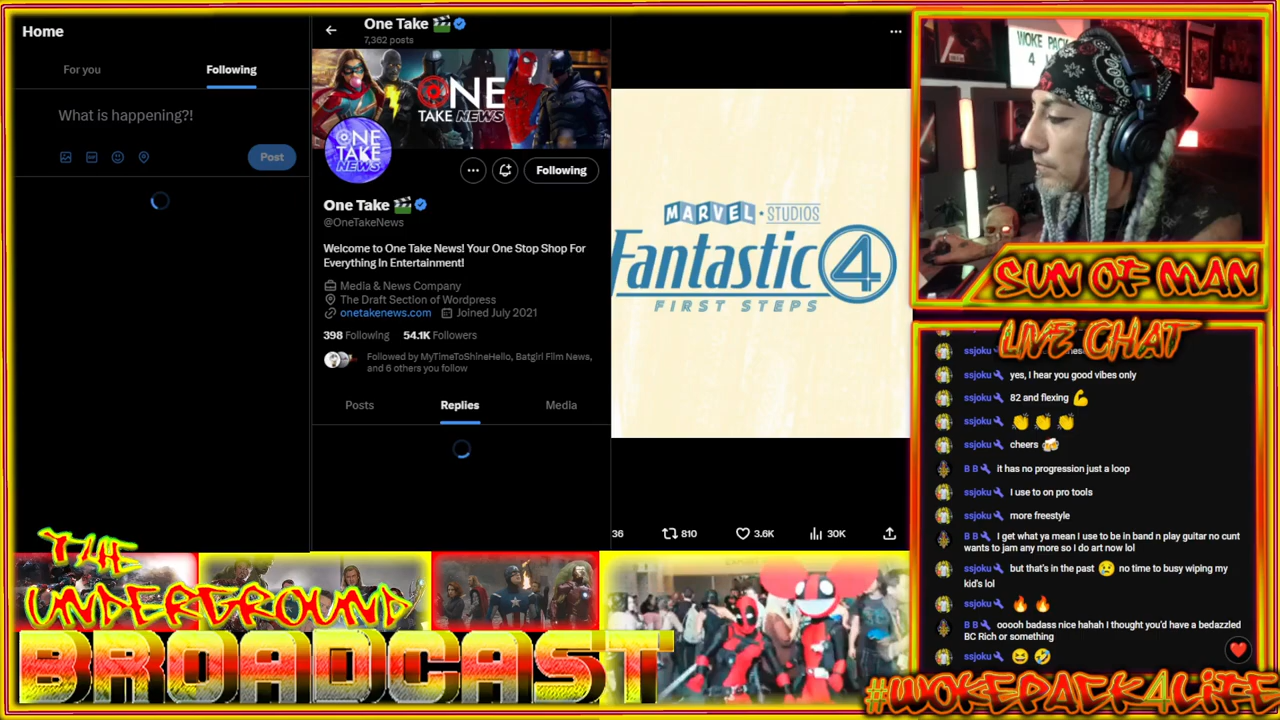 Home
For you
Following
What is happening?!
Post
One Take
7,362 posts
ONE
TAKE NEWS
ONE
TAKE
NEWS
Following
One Take
@OneTakeNews
Welcome to One Take News! Your One Stop Shop For
Everything In Entertainment!
Media & News Company
The Draft Section of Wordpress
onetakenews.com Joined July 2021
398 Following 54.1K Followers
Followed by MyTimeToShineHello, Batgirl Film News,
and 6 others you follow
Posts Replies Media
MARVEL · STUDIOS
Fantastic 4
FIRST STEPS
36 810 3.6K 30K
WOKE PACK
4
SUN OF MAN
LIVE CHAT
ssjoku
ssjoku yes, I hear you good vibes only
ssjoku 82 and flexing 💪
ssjoku 👏 👏 👏
ssjoku cheers 🍻
B B it has no progression just a loop
ssjoku I use to on pro tools
ssjoku more freestyle
B B I get what ya mean I use to be in band n play guitar no cunt
wants to jam any more so I do art now lol
ssjoku but that's in the past 😢 no time to busy wiping my
kid's lol
ssjoku 🔥 🔥
B B ooooh badass nice hahah I thought you'd have a bedazzled
BC Rich or something
ssjoku 😆 🤣
THE
UNDERGROUND
BROADCAST
#WOKEPACK4LIFE